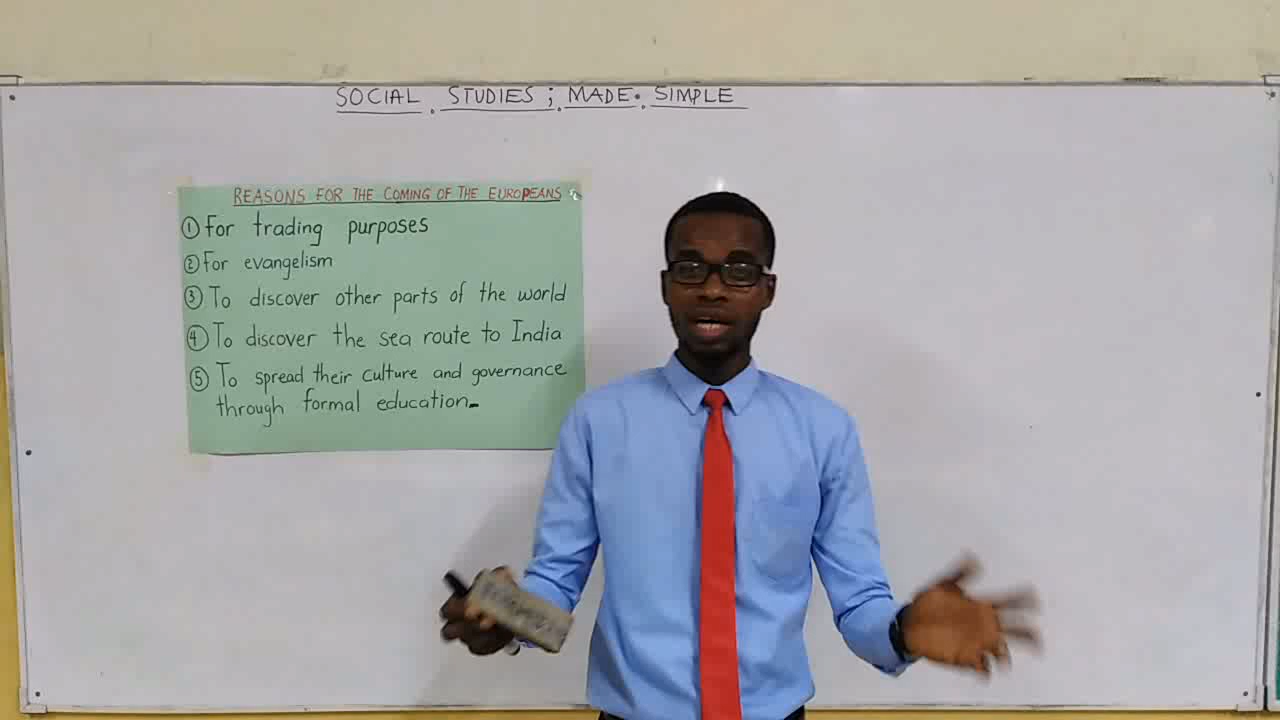 SOCIAL STUDIES ; MADE SIMPLE
REASONS FOR THE COMING OF THE EUROPEANS
① For trading purposes
② For evangelism
③ To discover other parts of the world
④ To discover the sea route to India
⑤ To spread their culture and governance
through formal education.